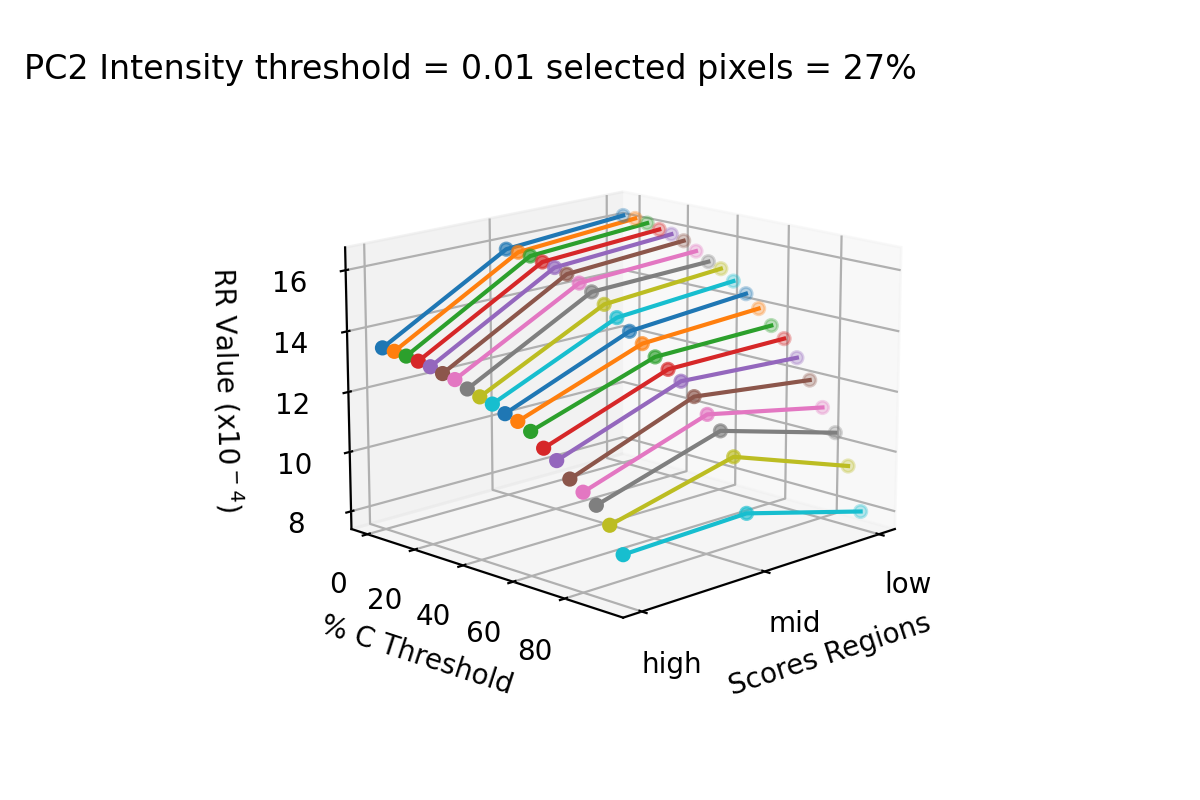 PC2 Intensity threshold = 0.01 selected pixels = 27%
16
14
12
10
8
RR Value (x10⁻⁴)
0
20
40
60
80
% C Threshold
high
mid
low
Scores Regions